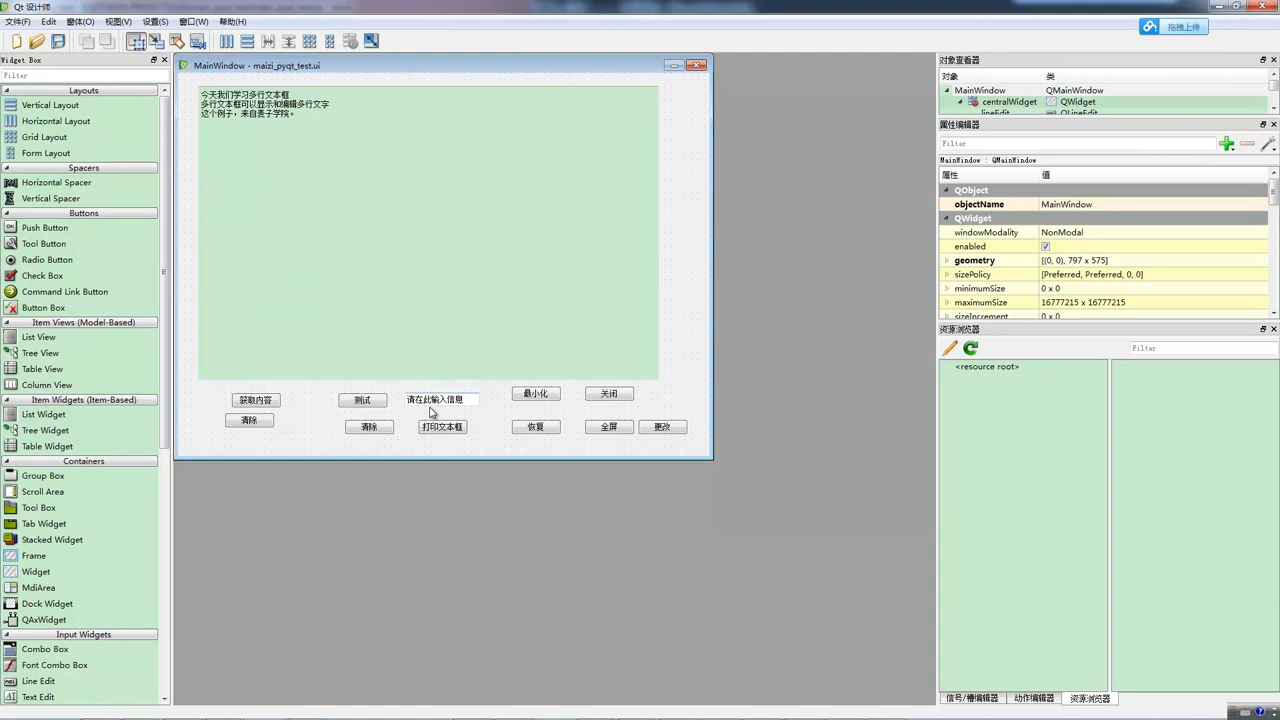 Qt 设计师
文件(F) Edit 窗体(O) 视图(V) 设置(S) 窗口(W) 帮助(H)
拖拽上传
Widget Box
Filter
Layouts
Vertical Layout
Horizontal Layout
Grid Layout
Form Layout
Spacers
Horizontal Spacer
Vertical Spacer
Buttons
Push Button
Tool Button
Radio Button
Check Box
Command Link Button
Button Box
Item Views (Model-Based)
List View
Tree View
Table View
Column View
Item Widgets (Item-Based)
List Widget
Tree Widget
Table Widget
Containers
Group Box
Scroll Area
Tool Box
Tab Widget
Stacked Widget
Frame
Widget
MdiArea
Dock Widget
QAxWidget
Input Widgets
Combo Box
Font Combo Box
Line Edit
Text Edit
MainWindow - maizi_pyqt_test.ui
今天我们学习多行文本框
多行文本框可以显示和编辑多行文字
这个例子，来自麦子学院。
获取内容 测试 请在此输入信息 最小化 关闭
清除
清除 打印文本框 恢复 全屏 更改
对象查看器
对象 类
MainWindow QMainWindow
centralWidget QWidget
lineEdit QLineEdit
属性编辑器
Filter
MainWindow : QMainWindow
属性 值
QObject
objectName MainWindow
QWidget
windowModality NonModal
enabled
geometry [(0, 0), 797 x 575]
sizePolicy [Preferred, Preferred, 0, 0]
minimumSize 0 x 0
maximumSize 16777215 x 16777215
sizeIncrement 0 x 0
资源浏览器
Filter
<resource root>
信号/槽编辑器 动作编辑器 资源浏览器